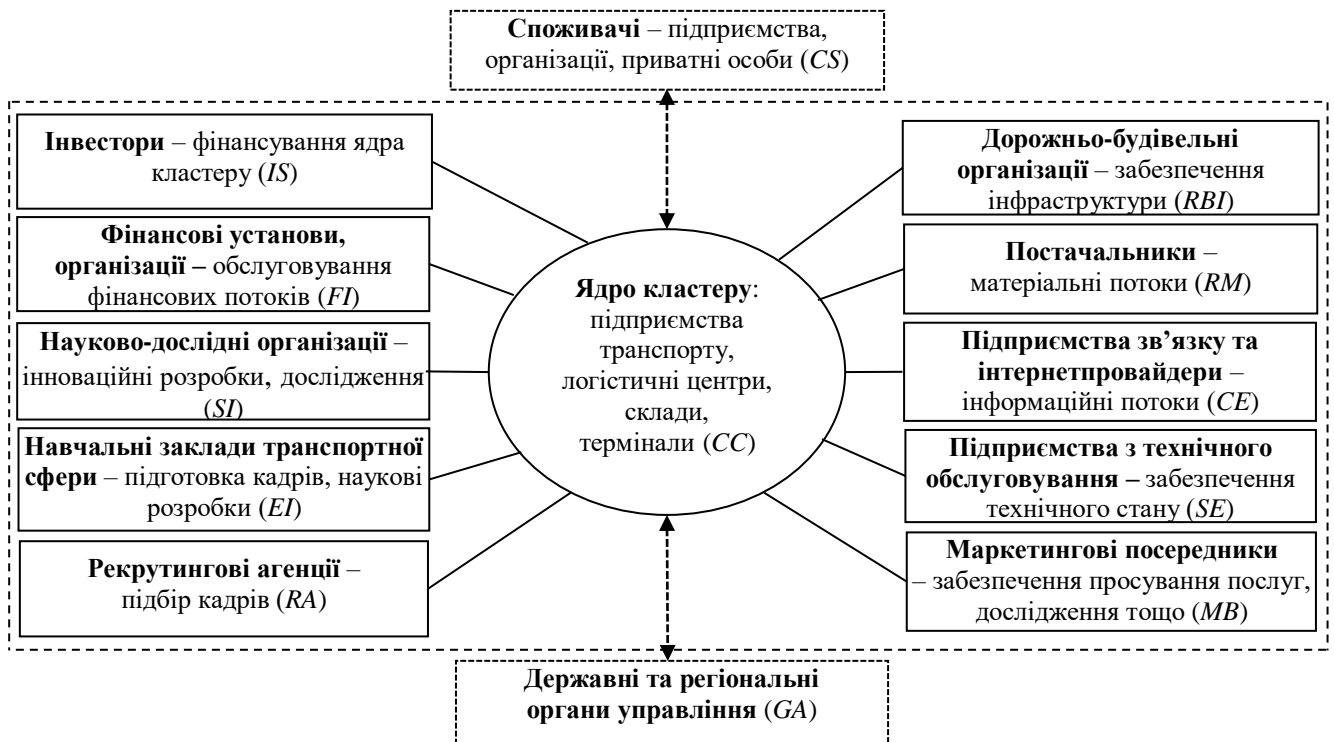 Споживачі – підприємства,
організації, приватні особи (CS)
Інвестори – фінансування ядра
кластеру (IS)
Фінансові установи,
організації – обслуговування
фінансових потоків (FI)
Науково-дослідні організації –
інноваційні розробки, дослідження
(SI)
Навчальні заклади транспортної
сфери – підготовка кадрів, наукові
розробки (EI)
Рекрутингові агенції –
підбір кадрів (RA)
Ядро кластеру:
підприємства
транспорту,
логістичні центри,
склади,
термінали (CC)
Дорожньо-будівельні
організації – забезпечення
інфраструктури (RBI)
Постачальники –
матеріальні потоки (RM)
Підприємства зв’язку та
інтернетпровайдери –
інформаційні потоки (CE)
Підприємства з технічного
обслуговування – забезпечення
технічного стану (SE)
Маркетингові посередники
– забезпечення просування послуг,
дослідження тощо (MB)
Державні та регіональні
органи управління (GA)